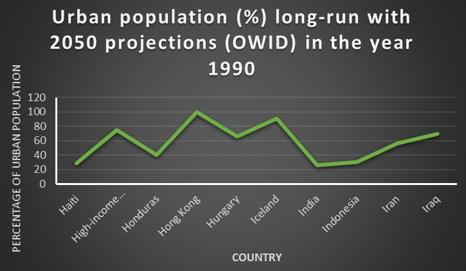 Urban population (%) long-run with
2050 projections (OWID) in the year
1990
PERCENTAGE OF URBAN POPULATION
120
100
80
60
40
20
0
Haiti
High-income...
Honduras
Hong Kong
Hungary
Iceland
India
Indonesia
Iran
Iraq
COUNTRY